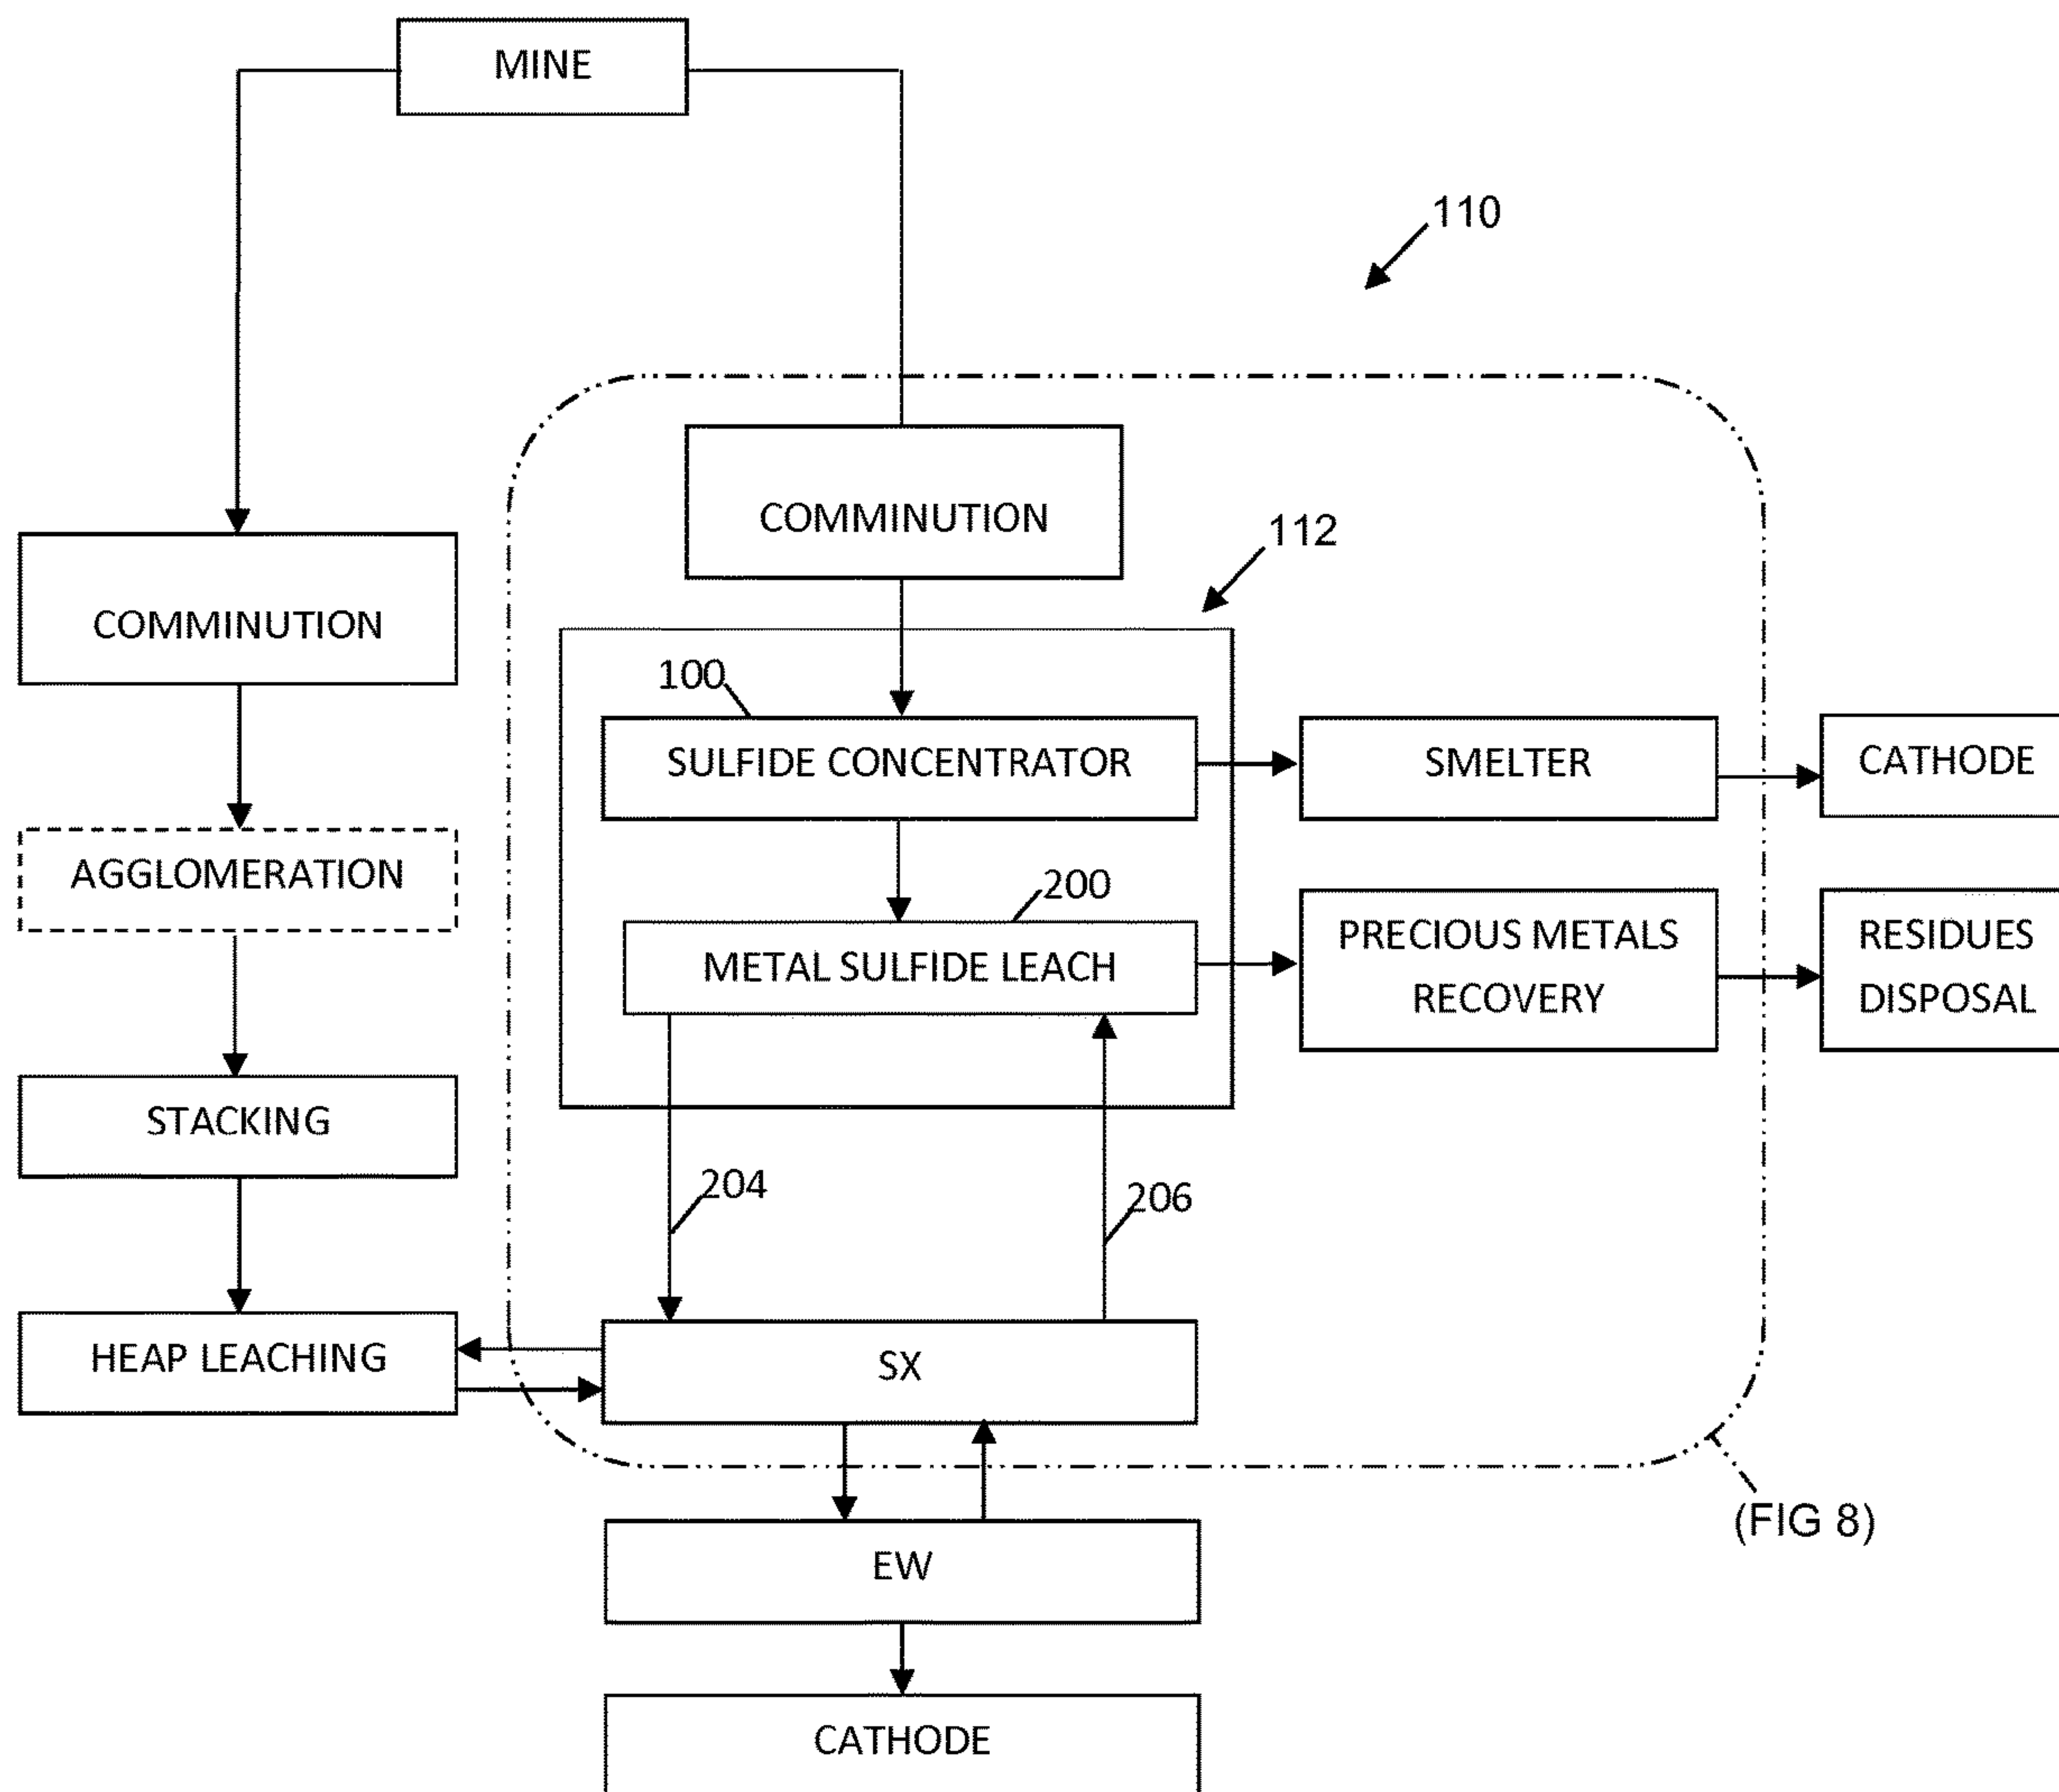 MINE
110
COMMINUTION
112
COMMINUTION
100
SULFIDE CONCENTRATOR
SMELTER
CATHODE
AGGLOMERATION
200
METAL SULFIDE LEACH
PRECIOUS METALS
RECOVERY
RESIDUES
DISPOSAL
STACKING
204
206
HEAP LEACHING
SX
(FIG 8)
EW
CATHODE